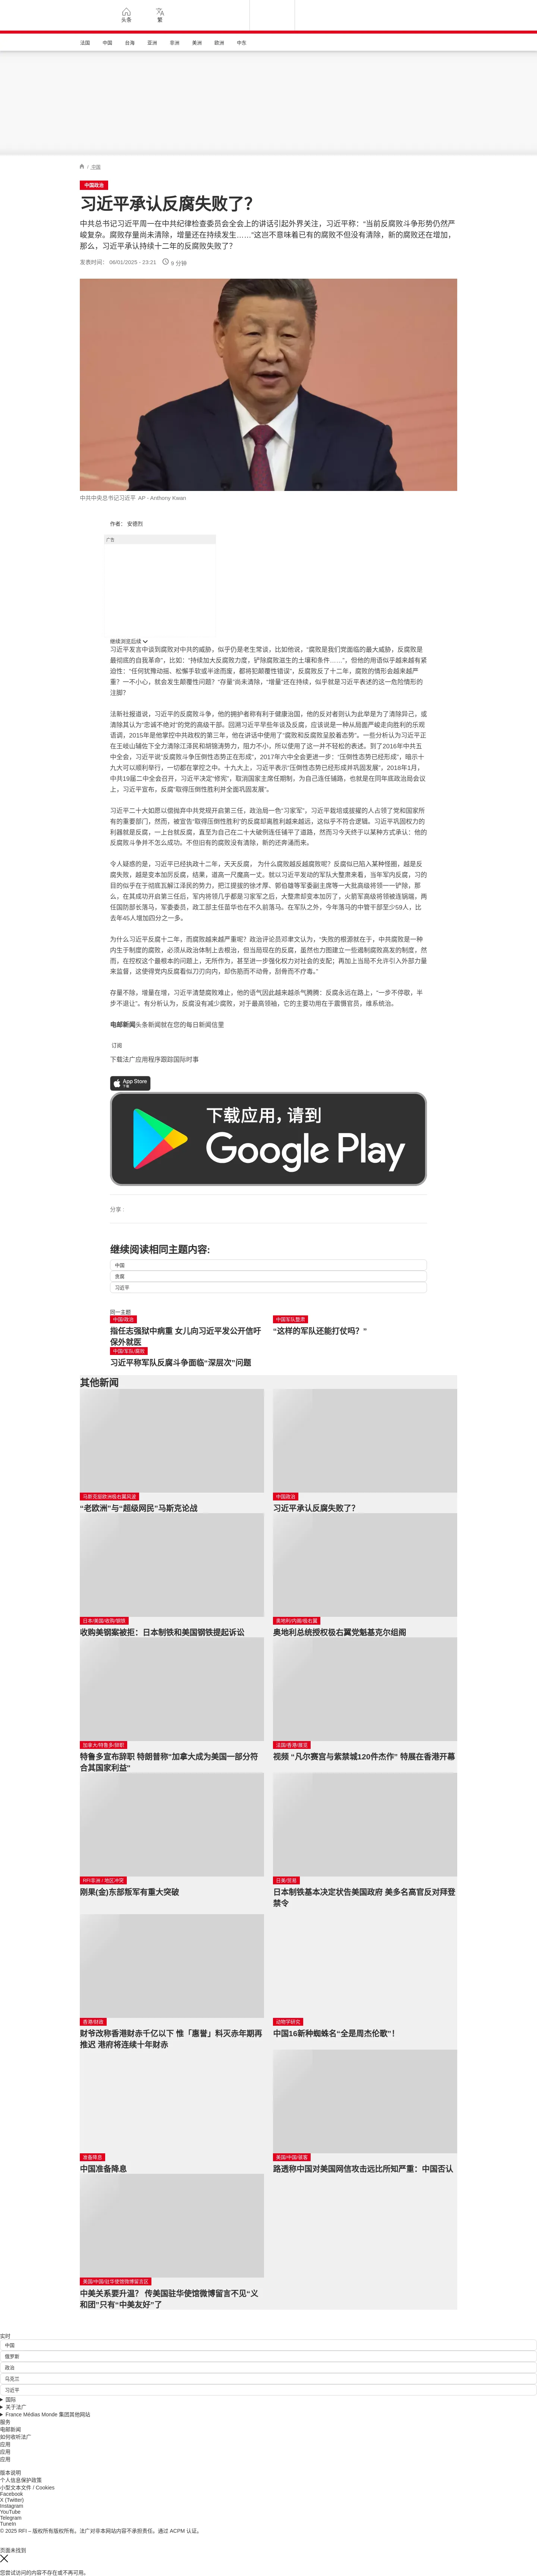 头条
繁
法国
中国
台海
亚洲
非洲
美洲
欧洲
中东
/ 中国
中国政治
习近平承认反腐失败了?
中共总书记习近平周一在中共纪律检查委员会全会上的讲话引起外界关注，习近平称：“当前反腐败斗争形势仍然严
峻复杂。腐败存量尚未清除，增量还在持续发生……”这岂不意味着已有的腐败不但没有清除，新的腐败还在增加，
那么，习近平承认持续十二年的反腐败失败了？
发表时间： 06/01/2025 - 23:21
6 分钟
中共中央总书记习近平 AP - Anthony Kwan
作者： 安德烈
广告
继续浏览后续
习近平发言中谈到腐败对中共的威胁，似乎仍是老生常谈，比如他说，“腐败是我们党面临的最大威胁，反腐败是
最彻底的自我革命”，比如：“持续加大反腐败力度，铲除腐败滋生的土壤和条件……”，但他的用语似乎越来越有紧
迫性：“任何犹豫动摇、松懈手软或半途而废，都将犯颠覆性错误”，反腐败反了十二年，腐败的情形会越来越严
重？一不小心，就会发生颠覆性问题？“存量”尚未清除，“增量”还在持续，似乎就是习近平表述的这一危险情形的
注脚？
法新社报道说，习近平的反腐败斗争，他的拥护者称有利于健康治国，他的反对者则认为此举是为了清除异己，或
清除其认为“忠诚不绝对”的党的高级干部。回溯习近平早些年谈及反腐，应该说是一种从局面严峻走向胜利的乐观
语调，2015年是他掌控中共政权的第三年，他在讲话中使用了“腐败和反腐败呈胶着态势”，一些分析认为习近平正
在王岐山辅佐下全力清除江泽民和胡锦涛势力，阻力不小，所以使用了这一并不轻松的表述。到了2016年中共五
中全会，习近平说“反腐败斗争压倒性态势正在形成”，2017年六中全会更进一步：“压倒性态势已经形成”，暗示十
九大可以顺利举行，一切都在掌控之中。十九大上，习近平表示“压倒性态势已经形成并巩固发展”，2018年1月，
中共19届二中全会召开，习近平决定“修宪”，取消国家主席任期制，为自己连任铺路，也就是在同年底政治局会议
上，习近平宣布，反腐“取得压倒性胜利并全面巩固发展”。
习近平二十大如愿以偿抛弃中共党规开启第三任，政治局一色“习家军”，习近平栽培或提擢的人占领了党和国家所
有的重要部门，然而，被宣告“取得压倒性胜利”的反腐却离胜利越来越远，这似乎不符合逻辑。习近平巩固权力的
利器就是反腐，一上台就反腐，直至为自己在二十大破例连任铺平了道路，然而习今天终于以某种方式承认：他的
反腐败斗争并不怎么成功。不但旧有的腐败没有清除，新的还奔涌而来。
令人疑惑的是，习近平已经执政十二年，天天反腐， 为什么腐败越反越腐败呢？反腐似已陷入某种怪圈，越是反
腐失败，越是变本加厉反腐，结果，道高一尺魔高一丈。就以习近平发动的军队大整肃来看，当年军内反腐，习的
目的似乎在于彻底瓦解江泽民的势力，把江提拔的徐才厚、郭伯雄等军委副主席等一大批高级将领一一铲除，那
么，在其成功开启第三任后，军内将领几乎都是习家军之后，大整肃却变本加厉了，火箭军高级将领被连锅端，两
任国防部长落马，军委委员，政工部主任苗华也在不久前落马。在军队之外，今年落马的中管干部至少59人，比
去年45人增加四分之一多。
为什么习近平反腐十二年，而腐败越来越严重呢？政治评论员邓聿文认为，“失败的根源就在于，中共腐败是一种
内生于制度的腐败，必须从政治体制上去根治，但当局现在的反腐，虽然也力图建立一些遏制腐败高发的制度，然
而，在控权这个最根本的问题上，无所作为，甚至进一步强化权力对社会的支配；再加上当局不允许引入外部力量
来监督，这使得党内反腐看似刀刃向内，却伤筋而不动骨，刮骨而不疗毒。”
存量不除，增量在增，习近平清楚腐败难止，他的语气因此越来越杀气腾腾：反腐永远在路上，“一步不停歇，半
步不退让”。有分析认为，反腐没有减少腐败，对于最高领袖，它的主要功用在于震慑官员，维系统治。
电邮新闻头条新闻就在您的每日新闻信里
订阅
下载法广应用程序跟踪国际时事
App Store
下载
下载应用，请到
Google Play
分享 :
继续阅读相同主题内容:
中国
贪腐
习近平
同一主题
中国/政治
指任志强狱中病重 女儿向习近平发公开信吁
保外就医
中国军队整肃
“这样的军队还能打仗吗？”
中国/军队/腐败
习近平称军队反腐斗争面临“深层次”问题
其他新闻
马斯克搅欧洲极右翼风波
“老欧洲”与“超级网民”马斯克论战
中国政治
习近平承认反腐失败了?
日本/美国/收购/钢铁
收购美钢案被拒：日本制铁和美国钢铁提起诉讼
奥地利/内阁/极右翼
奥地利总统授权极右翼党魁基克尔组阁
加拿大/特鲁多/辞职
特鲁多宣布辞职 特朗普称"加拿大成为美国一部分符
合其国家利益"
法国/香港/展览
视频 “凡尔赛宫与紫禁城120件杰作” 特展在香港开幕
RFI非洲 / 地区冲突
刚果(金)东部叛军有重大突破
日美/贸易
日本制铁基本决定状告美国政府 美多名高官反对拜登
禁令
香港/财政
财爷改称香港财赤千亿以下 惟「惠誉」料灭赤年期再
推迟 港府将连续十年财赤
动物学研究
中国16新种蜘蛛名“全是周杰伦歌”！
准备降息
中国准备降息
美国/中国/黑客
路透称中国对美国网信攻击远比所知严重：中国否认
美国/中国/驻华使馆微博留言区
中美关系要升温？ 传美国驻华使馆微博留言不见“义
和团”只有“中美友好”了
实时
中国
俄罗斯
政治
乌克兰
习近平
国际
关于法广
France Médias Monde 集团其他网站
服务
电邮新闻
如何收听法广
应用
应用
应用
版本说明
个人信息保护政策
小型文本文件 / Cookies
Facebook
X (Twitter)
Instagram
YouTube
Telegram
TuneIn
© 2025 RFI – 版权所有版权所有。法广对非本网站内容不承担责任。通过 ACPM 认证。
页面未找到
您尝试访问的内容不存在或不再可用。